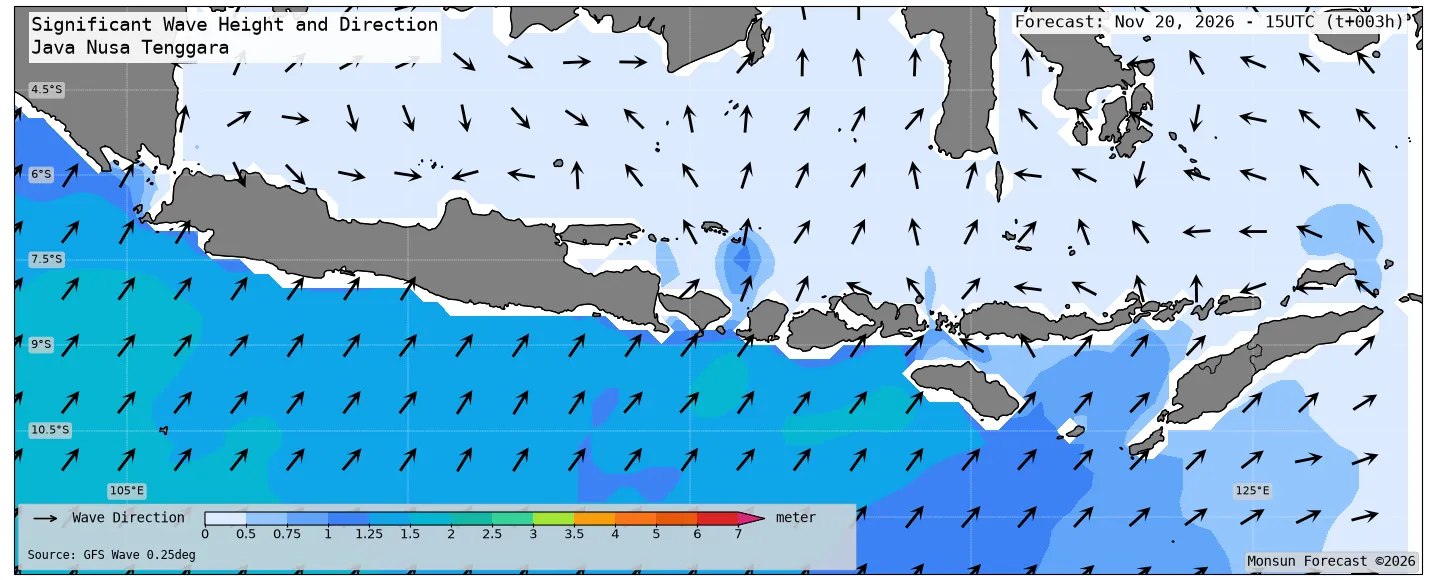 Significant Wave Height and Direction
Java Nusa Tenggara
Forecast: Nov 20, 2026 - 15UTC (t+003h)
4.5°S
6°S
7.5°S
9°S
10.5°S
105°E
125°E
Wave Direction
0 0.5 0.75 1 1.25 1.5 2 2.5 3 3.5 4 5 6 7
meter
Source: GFS Wave 0.25deg
Monsun Forecast ©2026